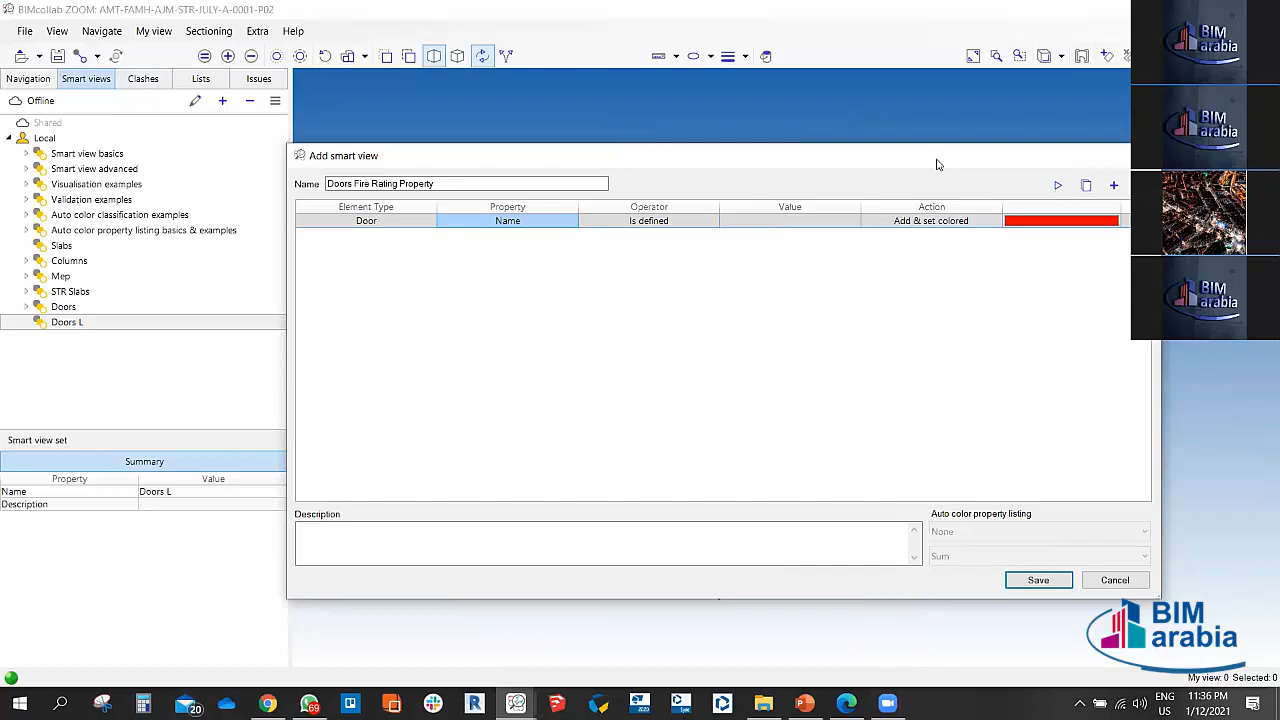 BIMcollab ZOOM: AMT-FAMH-AJM-STR-JULY-A-0001-P02
File View Navigate My view Sectioning Extra Help
Navigation Smart views Clashes Lists Issues
Offline
Shared
Local
Smart view basics
Smart view advanced
Visualisation examples
Validation examples
Auto color classification examples
Auto color property listing basics & examples
Slabs
Columns
Mep
STR Slabs
Doors
Doors L
Smart view set
Summary
Property Value
Name Doors L
Description
Add smart view
Name Doors Fire Rating Property
Element Type Property Operator Value Action
Door Name Is defined Add & set colored
Description
Auto color property listing
None
Sum
Save Cancel
BIM
arabia
BIM
arabia
BIM
arabia
BIM
arabia
My view: 0 Selected: 0
20
69
2020
ENG
US
11:36 PM
1/12/2021